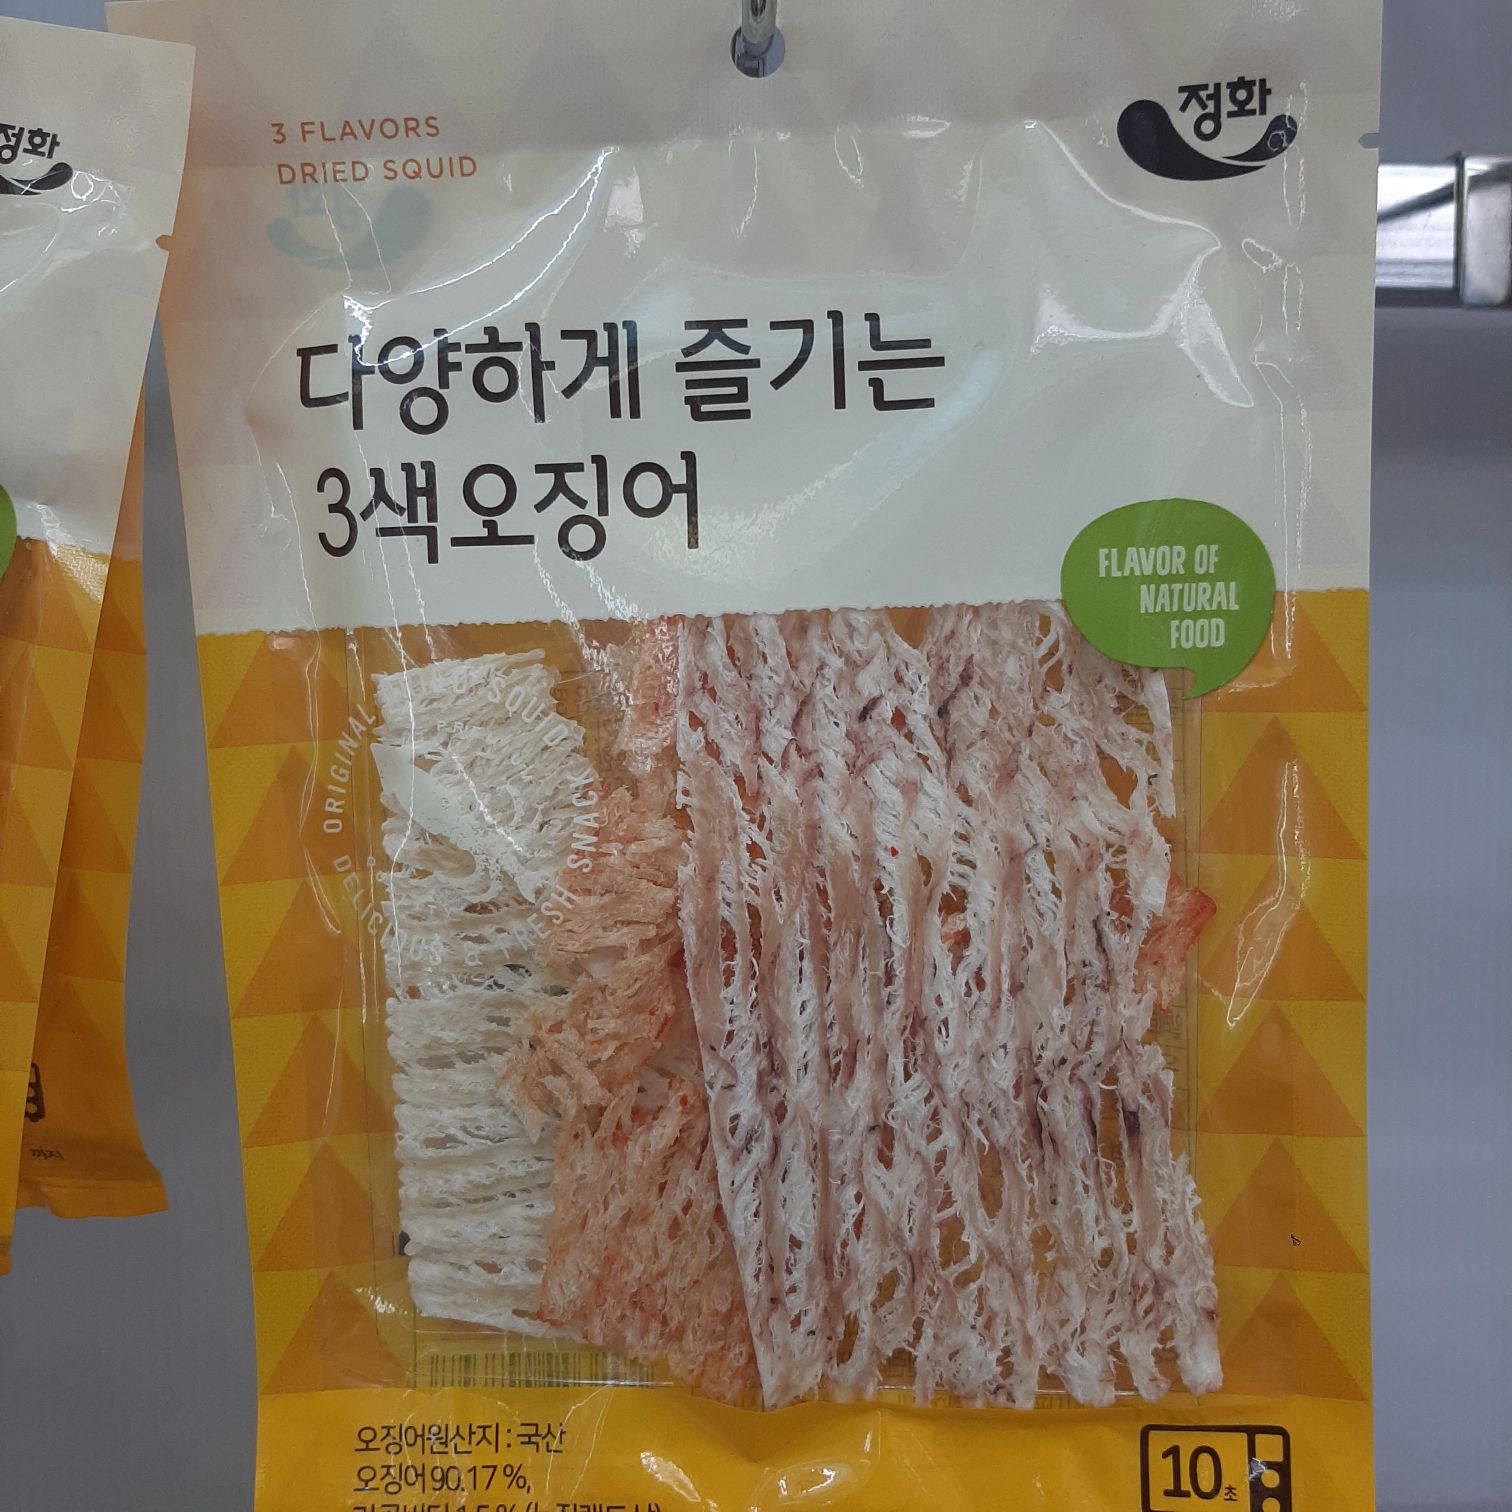 정화
3 FLAVORS
DRIED SQUID
정화
다양하게 즐기는
3색오징어
FLAVOR OF
NATURAL
FOOD
ORIGINAL
SQUID
DELICIOUS & FRESH SNACK
오징어원산지:국산
오징어90.17%,
10초